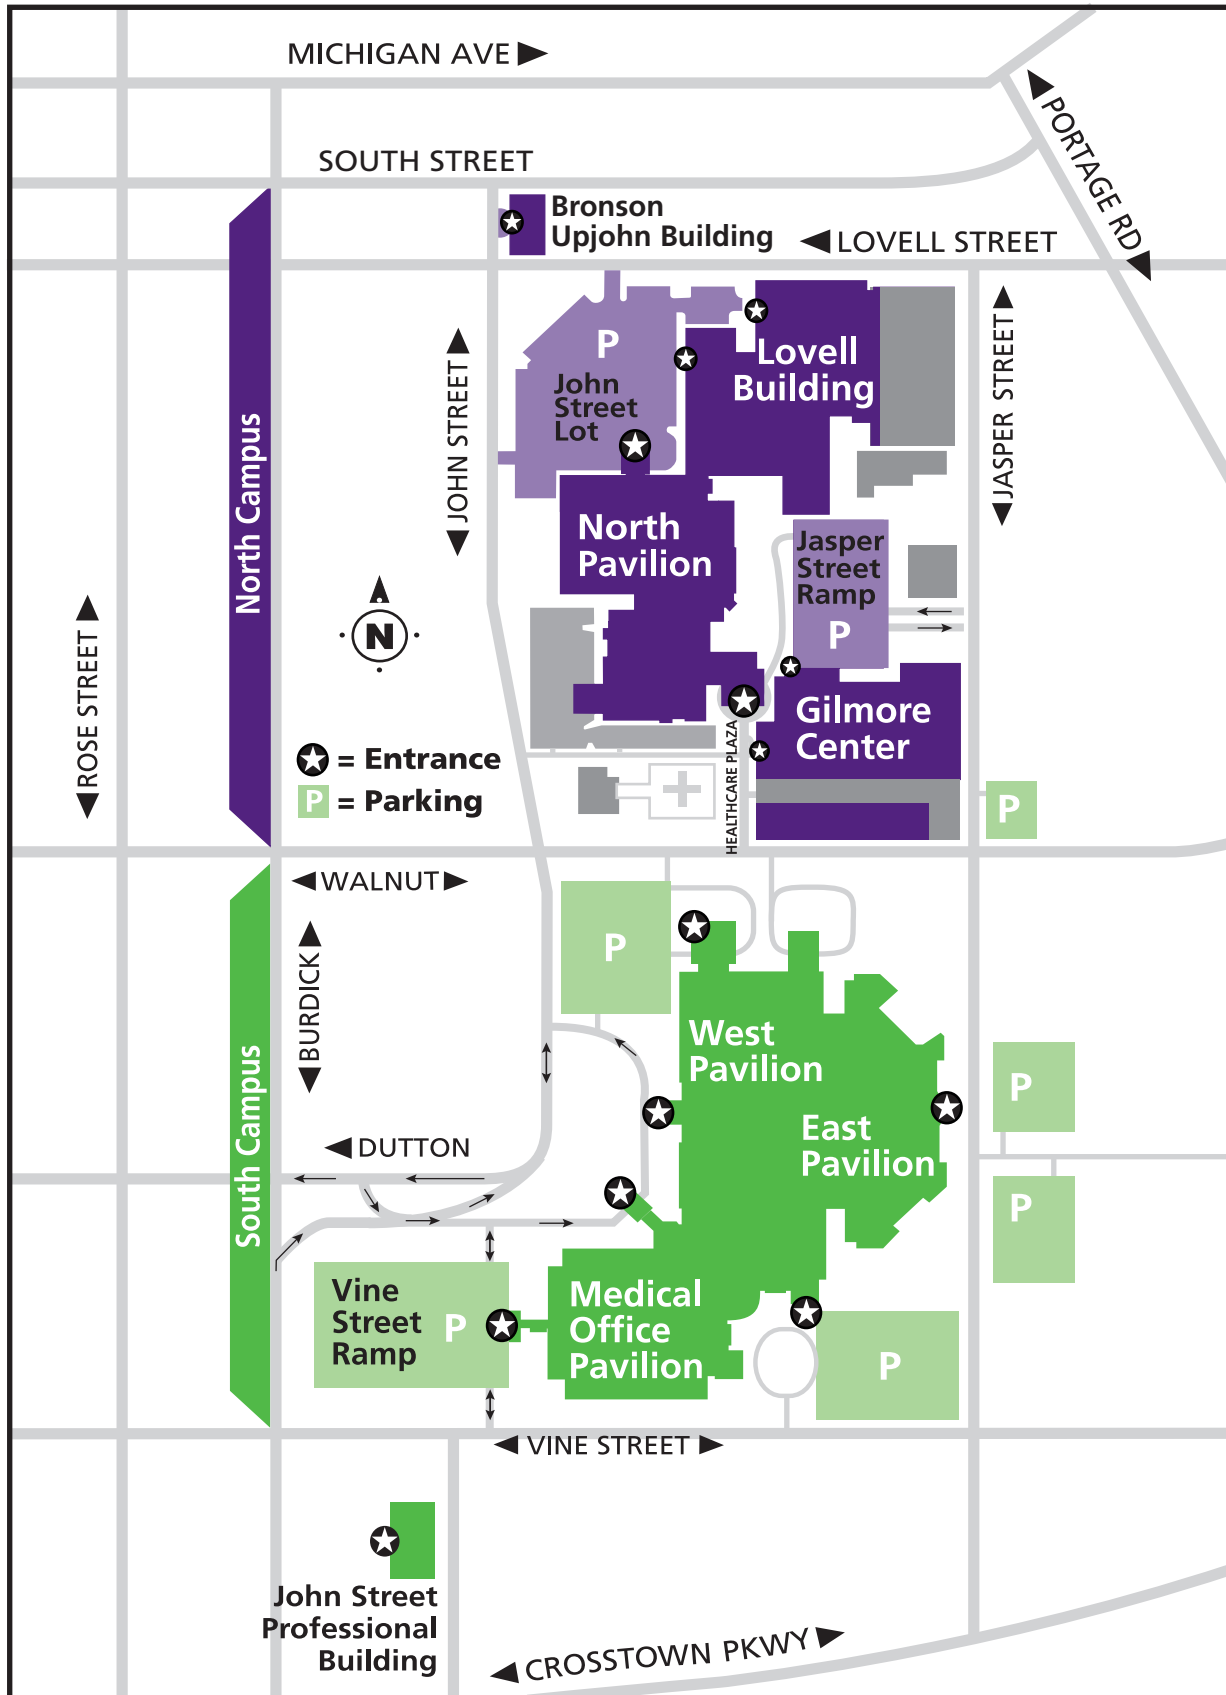 MICHIGAN AVE
PORTAGE RD
SOUTH STREET
Bronson
Upjohn Building
LOVELL STREET
JOHN STREET
JASPER STREET
P
John
Street
Lot
Lovell
Building
North Campus
North
Pavilion
Jasper
Street
Ramp
P
N
ROSE STREET
Gilmore
Center
HEALTHCARE PLAZA
= Entrance
P = Parking
P
WALNUT
BURDICK
P
West
Pavilion
South Campus
P
East
Pavilion
DUTTON
P
Vine
Street
Ramp
P
Medical
Office
Pavilion
P
VINE STREET
John Street
Professional
Building
CROSSTOWN PKWY